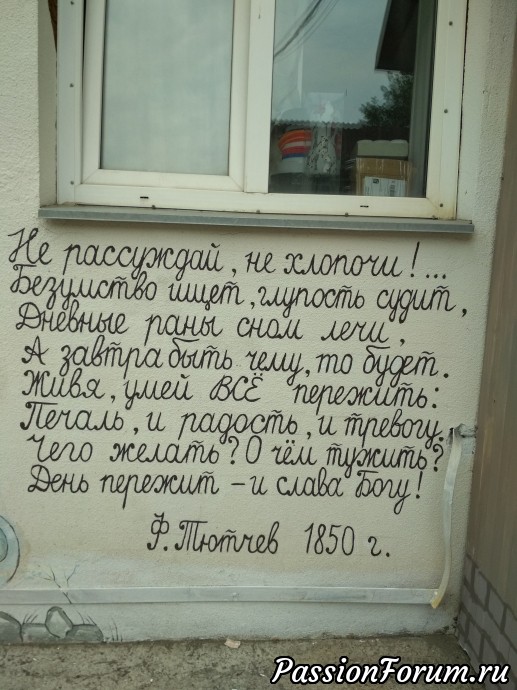 Не рассуждай, не хлопочи!...
Безумство ищет, глупость судит,
Дневные раны сном лечи,
А завтра быть чему, то будет.
Живя, умей ВСЁ пережить:
Печаль, и радость, и тревогу.
Чего желать? О чём тужить?
День пережит – и слава Богу!
Ф. Тютчев 1850 г.
PassionForum.ru